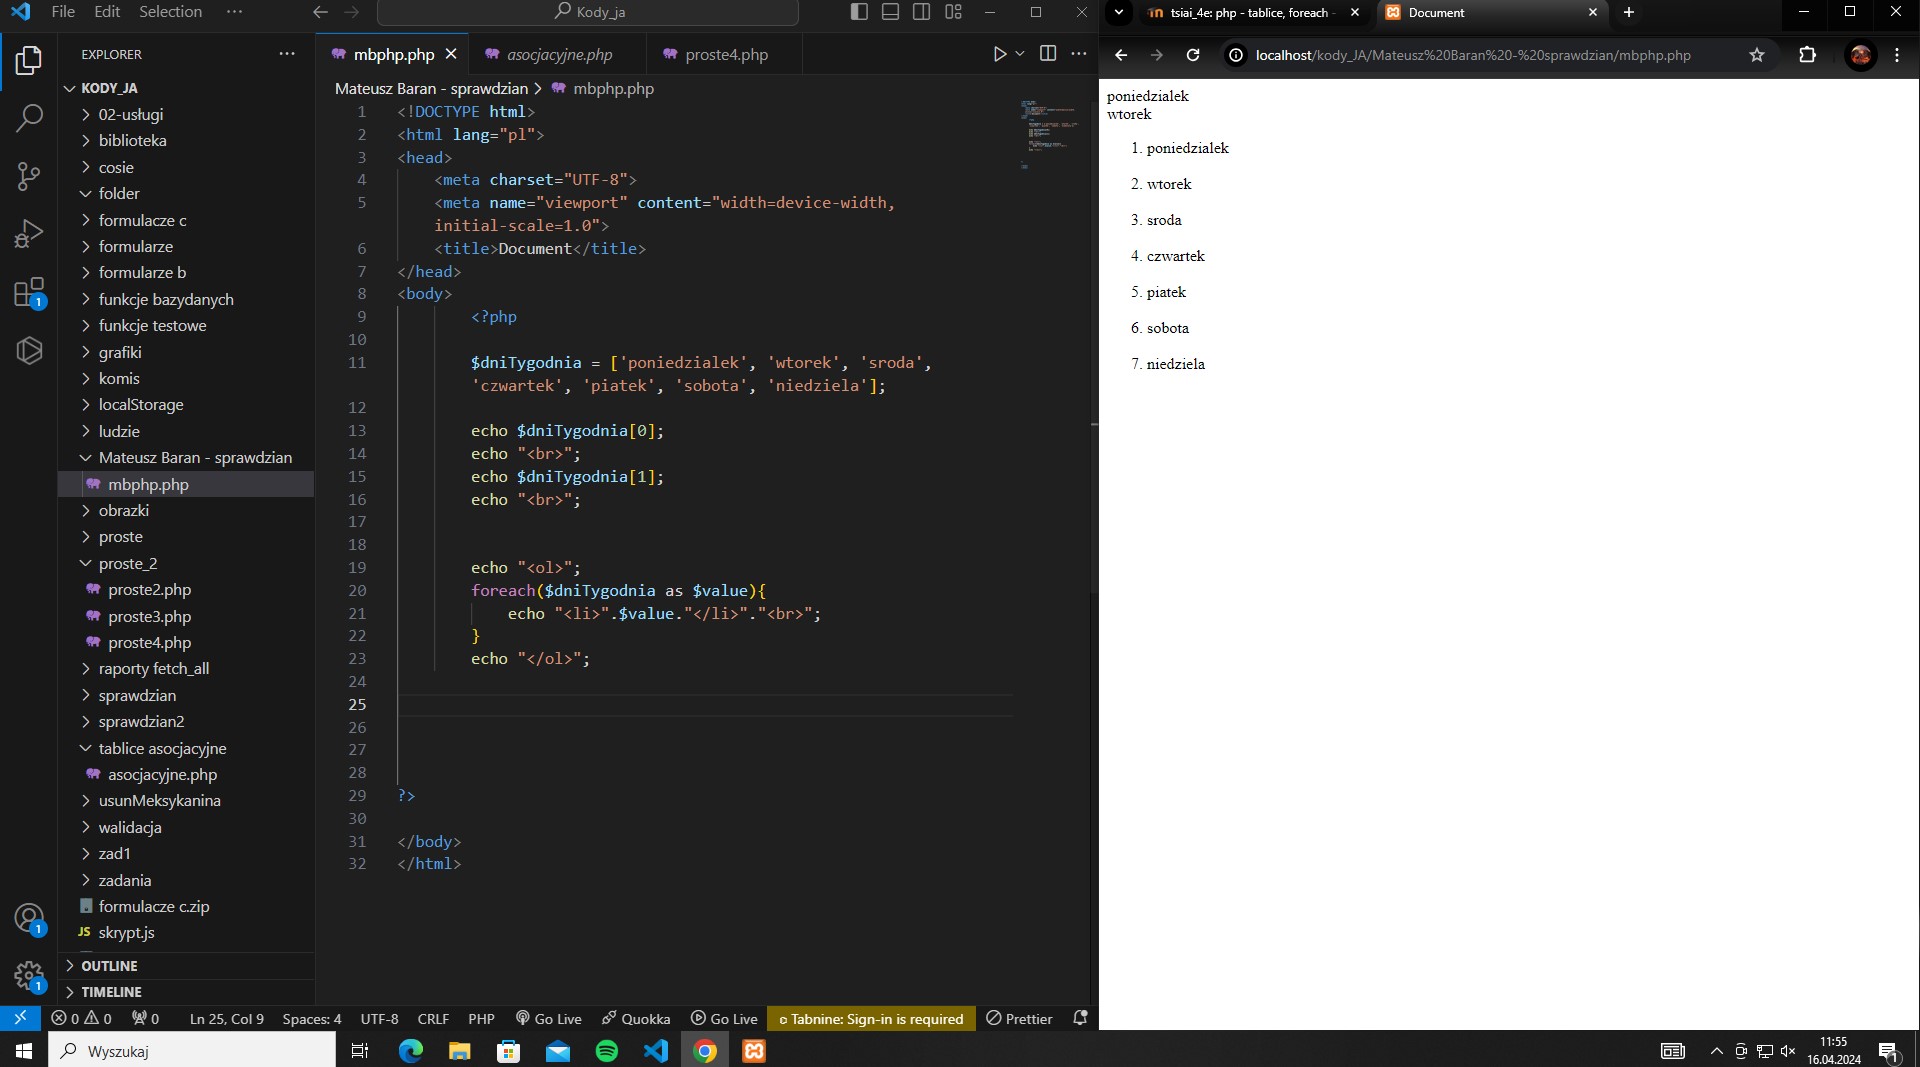 File Edit Selection ··· Kody_ja
EXPLORER ···
KODY_JA
02-usługi
biblioteka
cosie
folder
formulacze c
formularze
formularze b
funkcje bazydanych
funkcje testowe
grafiki
komis
localStorage
ludzie
Mateusz Baran - sprawdzian
mbphp.php
obrazki
proste
proste_2
proste2.php
proste3.php
proste4.php
raporty fetch_all
sprawdzian
sprawdzian2
tablice asocjacyjne
asocjacyjne.php
usunMeksykanina
walidacja
zad1
zadania
formulacze c.zip
JS skrypt.js
OUTLINE
TIMELINE
1
1
1
mbphp.php asocjacyjne.php proste4.php ···
Mateusz Baran - sprawdzian > mbphp.php
1 <!DOCTYPE html>
2 <html lang="pl">
3 <head>
4 <meta charset="UTF-8">
5 <meta name="viewport" content="width=device-width,
initial-scale=1.0">
6 <title>Document</title>
7 </head>
8 <body>
9 <?php
10
11 $dniTygodnia = ['poniedzialek', 'wtorek', 'sroda',
'czwartek', 'piatek', 'sobota', 'niedziela'];
12
13 echo $dniTygodnia[0];
14 echo "<br>";
15 echo $dniTygodnia[1];
16 echo "<br>";
17
18
19 echo "<ol>";
20 foreach($dniTygodnia as $value){
21 echo "<li>".$value."</li>"."<br>";
22 }
23 echo "</ol>";
24
25
26
27
28
29 ?>
30
31 </body>
32 </html>
0 0 0 Ln 25, Col 9 Spaces: 4 UTF-8 CRLF PHP Go Live Quokka Go Live Tabnine: Sign-in is required Prettier
tsiai_4e: php - tablice, foreach - Document
localhost/kody_JA/Mateusz%20Baran%20-%20sprawdzian/mbphp.php
poniedzialek
wtorek
1. poniedzialek
2. wtorek
3. sroda
4. czwartek
5. piatek
6. sobota
7. niedziela
Wyszukaj
11:55
16.04.2024
1